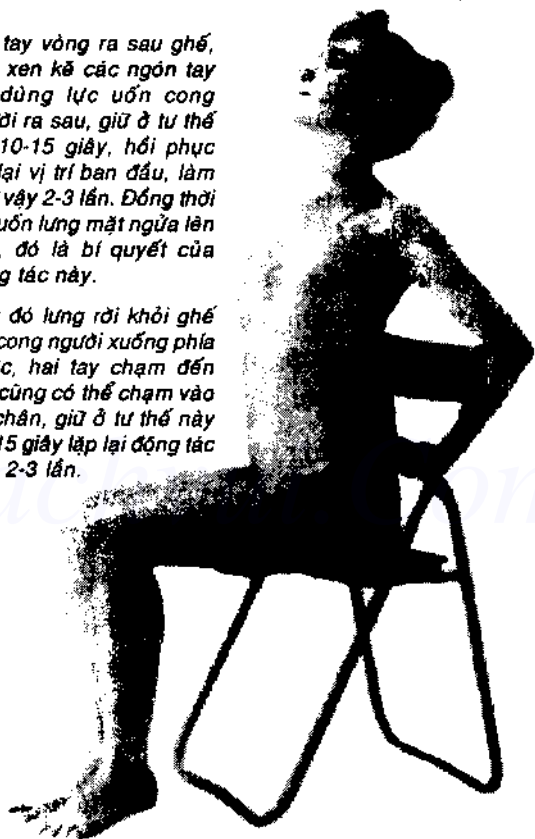 tay vòng ra sau ghế,
xen kẽ các ngón tay
dùng lực uốn cong
ời ra sau, giữ ở tư thế
10-15 giây, hồi phục
lại vị trí ban đầu, làm
vậy 2-3 lần. Đồng thời
uốn lưng mặt ngửa lên
, đó là bí quyết của
g tác này.
đó lưng rời khỏi ghế
cong người xuống phía
c, hai tay chạm đến
cũng có thể chạm vào
chân, giữ ở tư thế này
15 giây lặp lại động tác
2-3 lần.